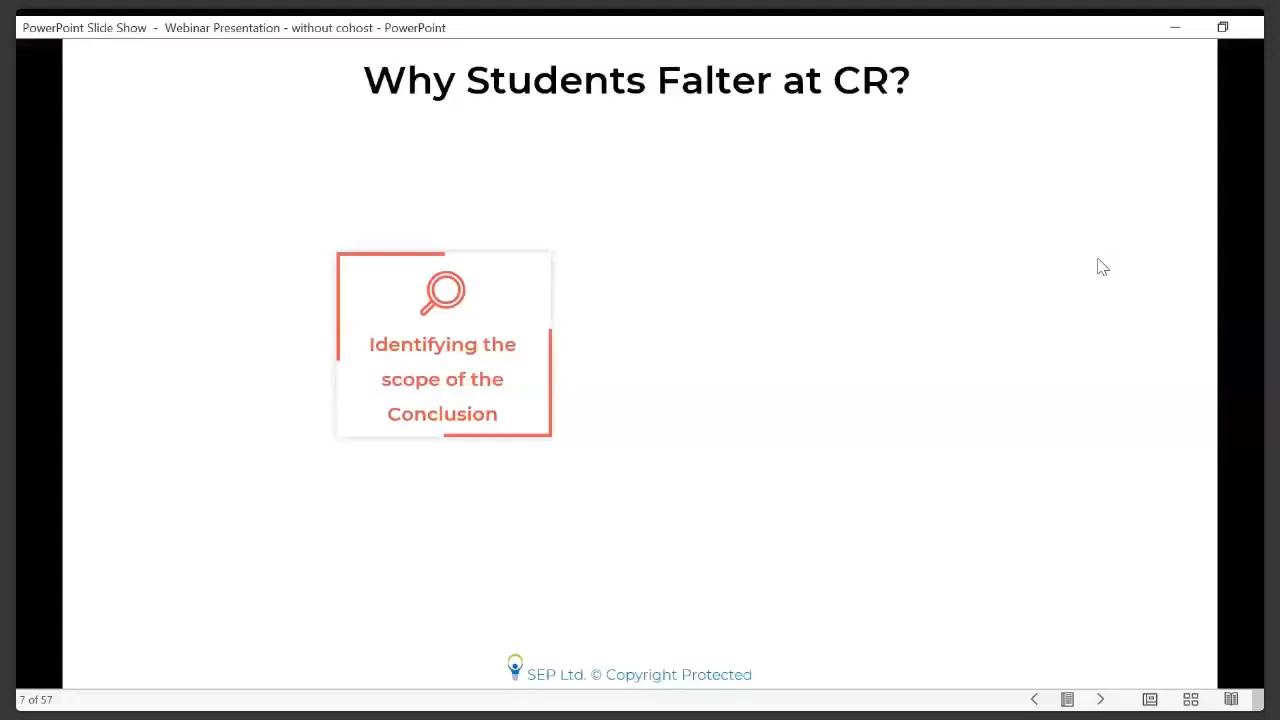 PowerPoint Slide Show - Webinar Presentation - without cohost - PowerPoint
Why Students Falter at CR?
Identifying the
scope of the
Conclusion
SEP Ltd. © Copyright Protected
7 of 57